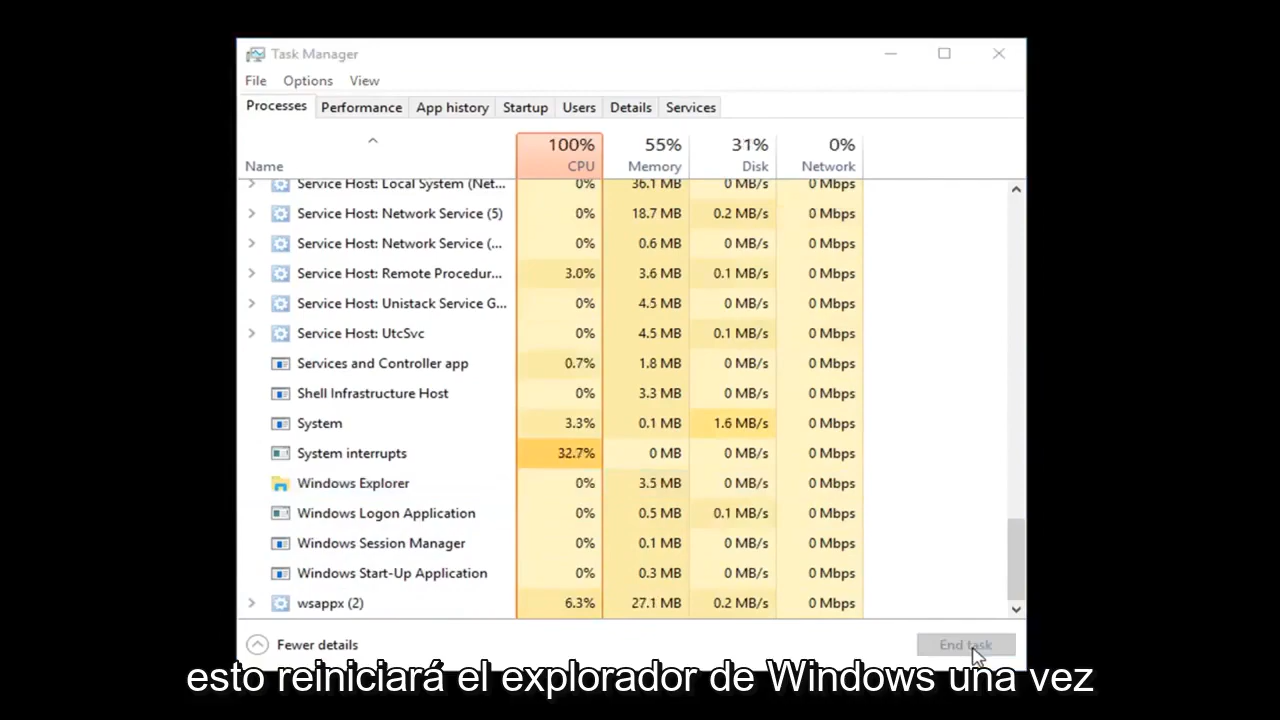 Task Manager
File Options View
Processes Performance App history Startup Users Details Services
100% 55% 31% 0%
Name CPU Memory Disk Network
Service Host: Local System (Net... 0% 36.1 MB 0 MB/s 0 Mbps
Service Host: Network Service (5) 0% 18.7 MB 0.2 MB/s 0 Mbps
Service Host: Network Service (... 0% 0.6 MB 0 MB/s 0 Mbps
Service Host: Remote Procedur... 3.0% 3.6 MB 0.1 MB/s 0 Mbps
Service Host: Unistack Service G... 0% 4.5 MB 0 MB/s 0 Mbps
Service Host: UtcSvc 0% 4.5 MB 0.1 MB/s 0 Mbps
Services and Controller app 0.7% 1.8 MB 0 MB/s 0 Mbps
Shell Infrastructure Host 0% 3.3 MB 0 MB/s 0 Mbps
System 3.3% 0.1 MB 1.6 MB/s 0 Mbps
System interrupts 32.7% 0 MB 0 MB/s 0 Mbps
Windows Explorer 0% 3.5 MB 0 MB/s 0 Mbps
Windows Logon Application 0% 0.5 MB 0.1 MB/s 0 Mbps
Windows Session Manager 0% 0.1 MB 0 MB/s 0 Mbps
Windows Start-Up Application 0% 0.3 MB 0 MB/s 0 Mbps
wsappx (2) 6.3% 27.1 MB 0.2 MB/s 0 Mbps
Fewer details End task
esto reiniciará el explorador de Windows una vez